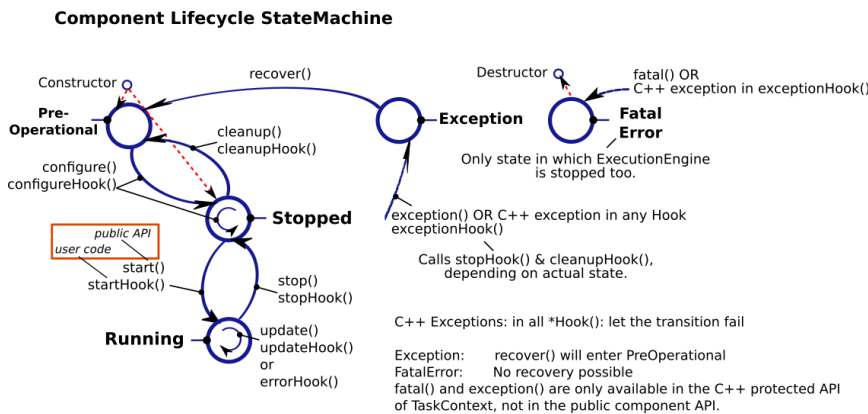 Component Lifecycle StateMachine
Constructor
recover()
Destructor
fatal() OR
C++ exception in exceptionHook()
Pre-
Operational
cleanup()
cleanupHook()
Exception
Fatal
Error
Only state in which ExecutionEngine
is stopped too.
configure()
configureHook()
Stopped
exception() OR C++ exception in any Hook
exceptionHook()
public API
user code
start()
startHook()
stop()
stopHook()
Calls stopHook() & cleanupHook(),
depending on actual state.
Running
update()
updateHook()
or
errorHook()
C++ Exceptions: in all *Hook(): let the transition fail
Exception: recover() will enter PreOperational
FatalError: No recovery possible
fatal() and exception() are only available in the C++ protected API
of TaskContext, not in the public component API.